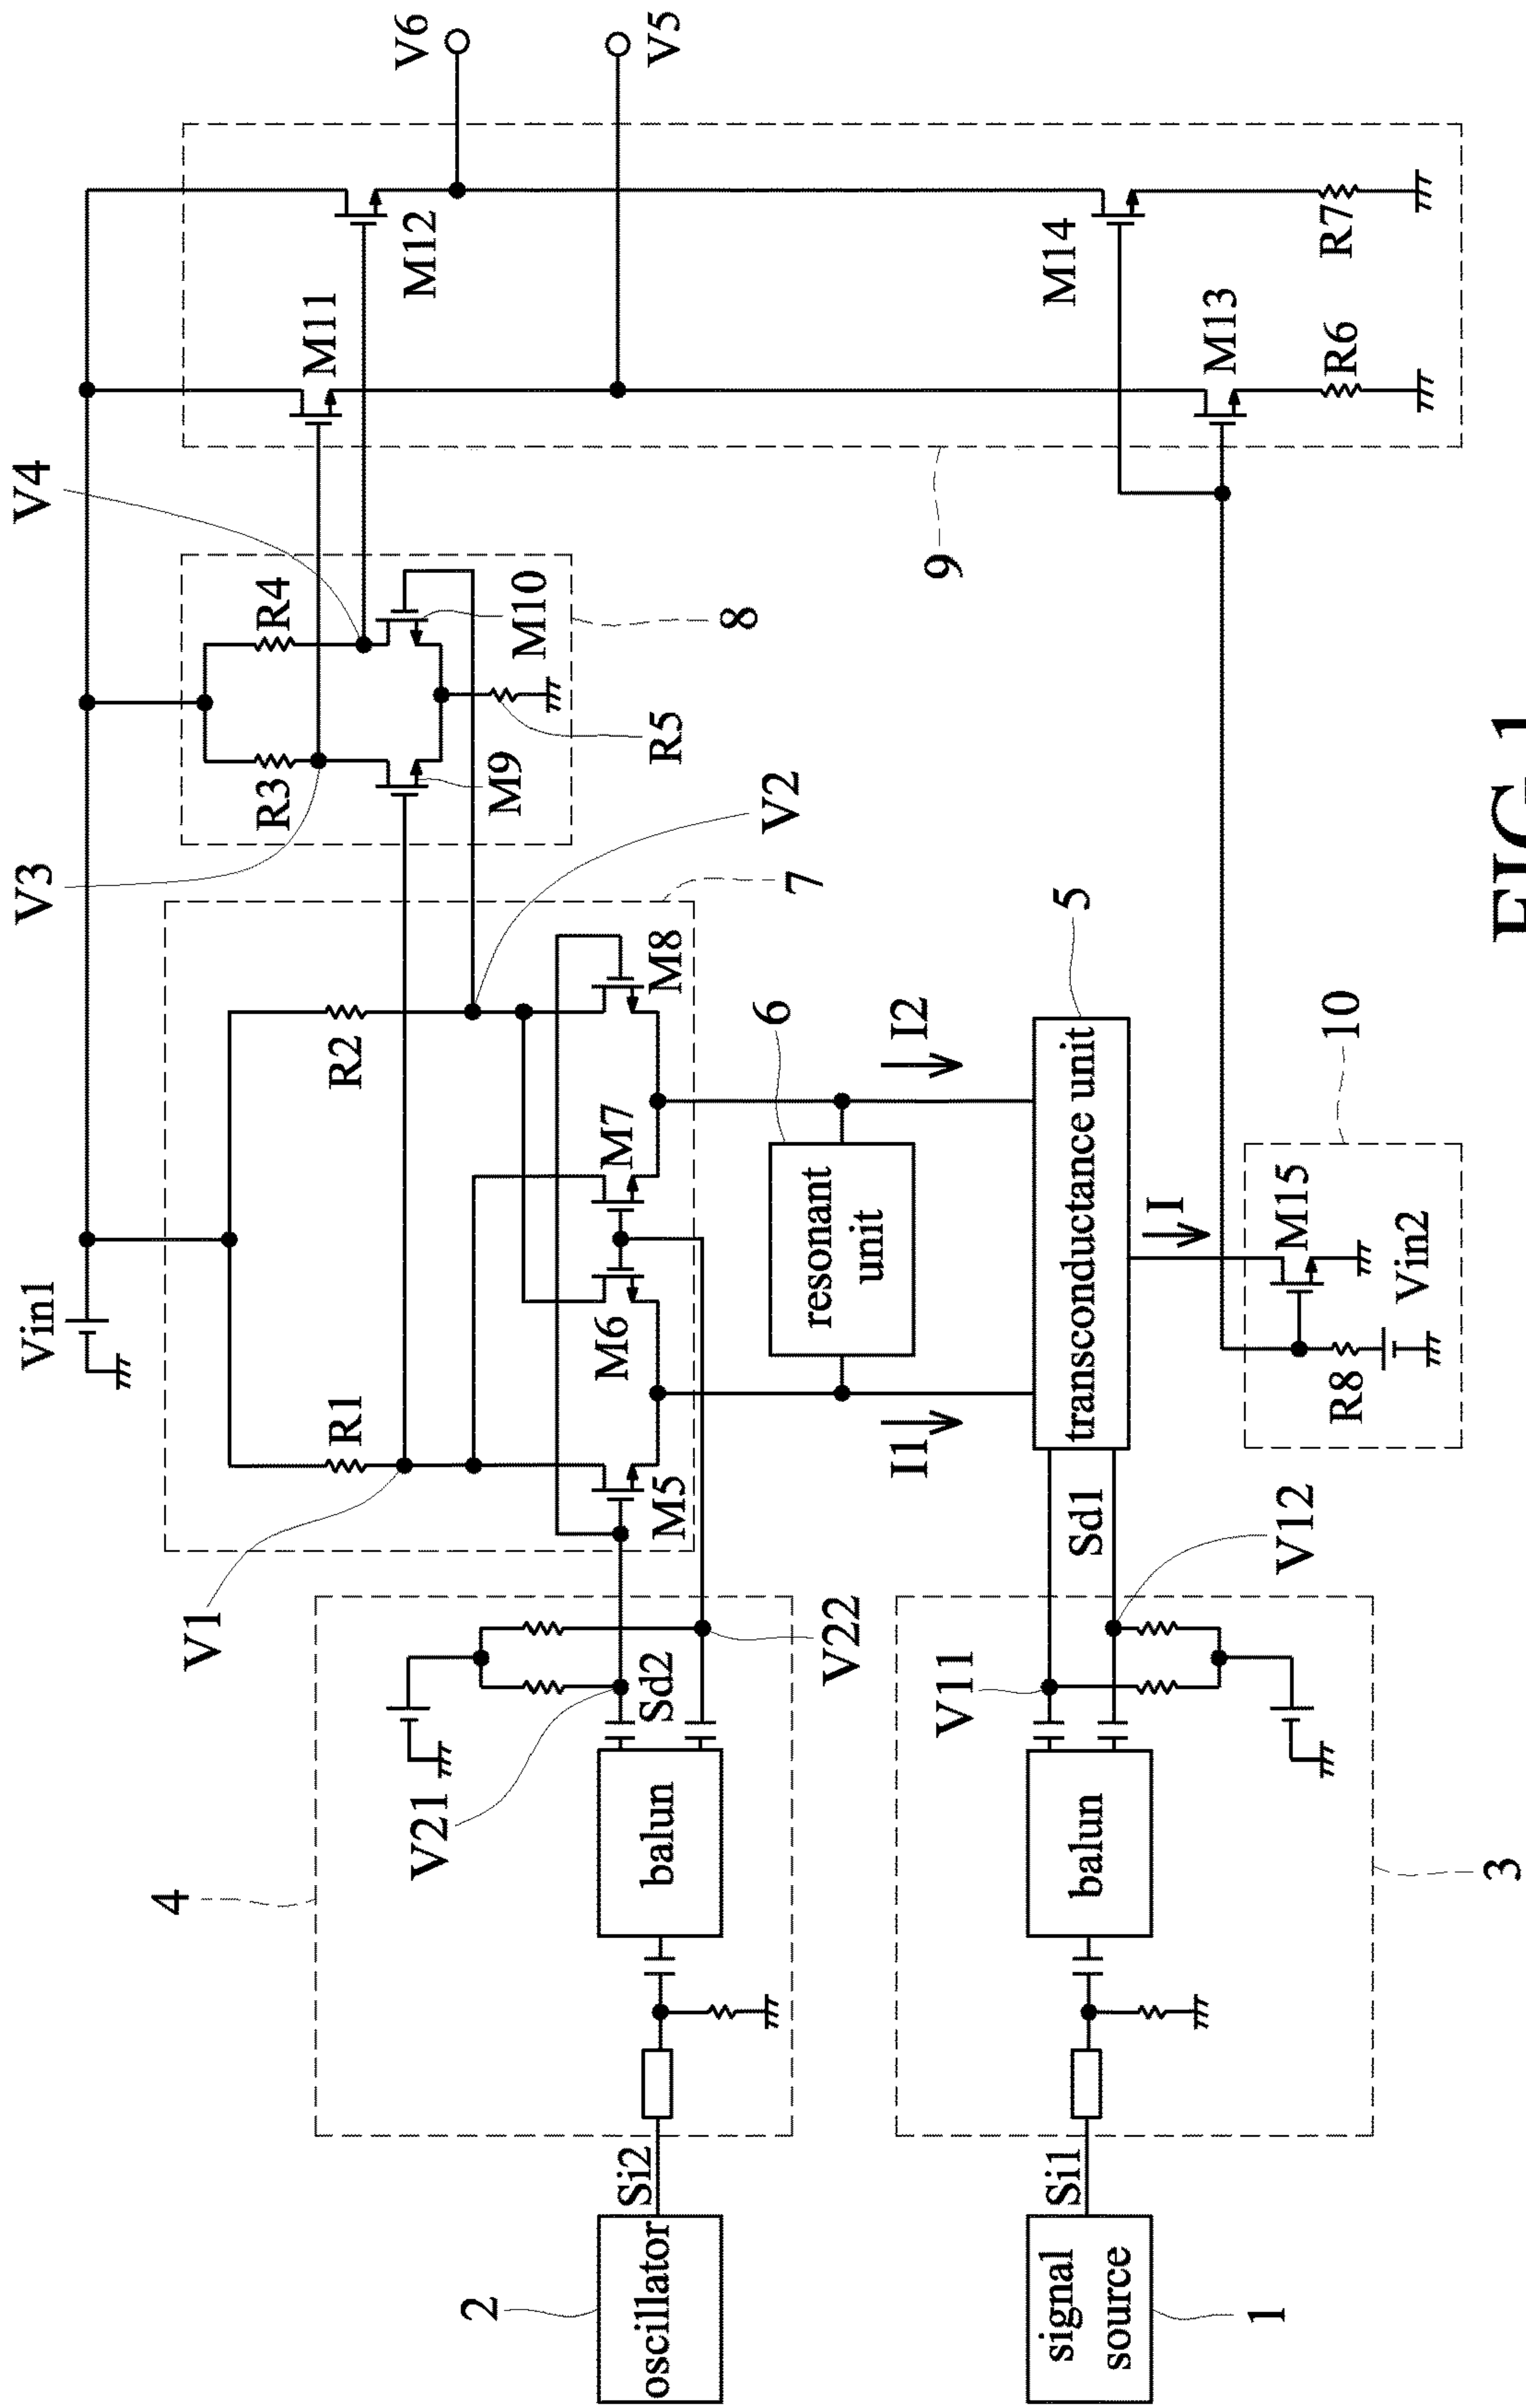 Vin1
V3
V4
V6
V5
V1
R1
R2
R3
R4
M9
M10
R5
8
M11
M12
M5
M6
M7
M8
7
V2
9
M14
M13
R7
R6
4
V21
Sd2
V22
balun
Si2
oscillator
2
resonant
unit
6
I1
I2
transconductance unit
5
I
M15
Vin2
R8
10
V11
Sd1
V12
balun
3
Si1
signal
source
1
FIG. 1